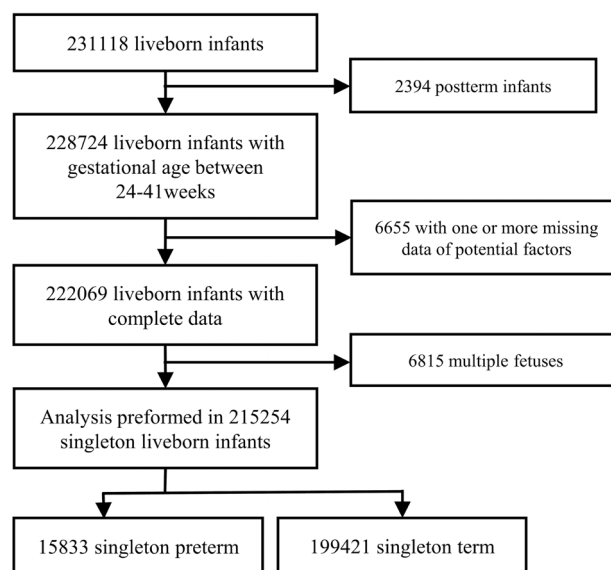 231118 liveborn infants
2394 postterm infants
228724 liveborn infants with
gestational age between
24-41weeks
6655 with one or more missing
data of potential factors
222069 liveborn infants with
complete data
6815 multiple fetuses
Analysis preformed in 215254
singleton liveborn infants
15833 singleton preterm
199421 singleton term